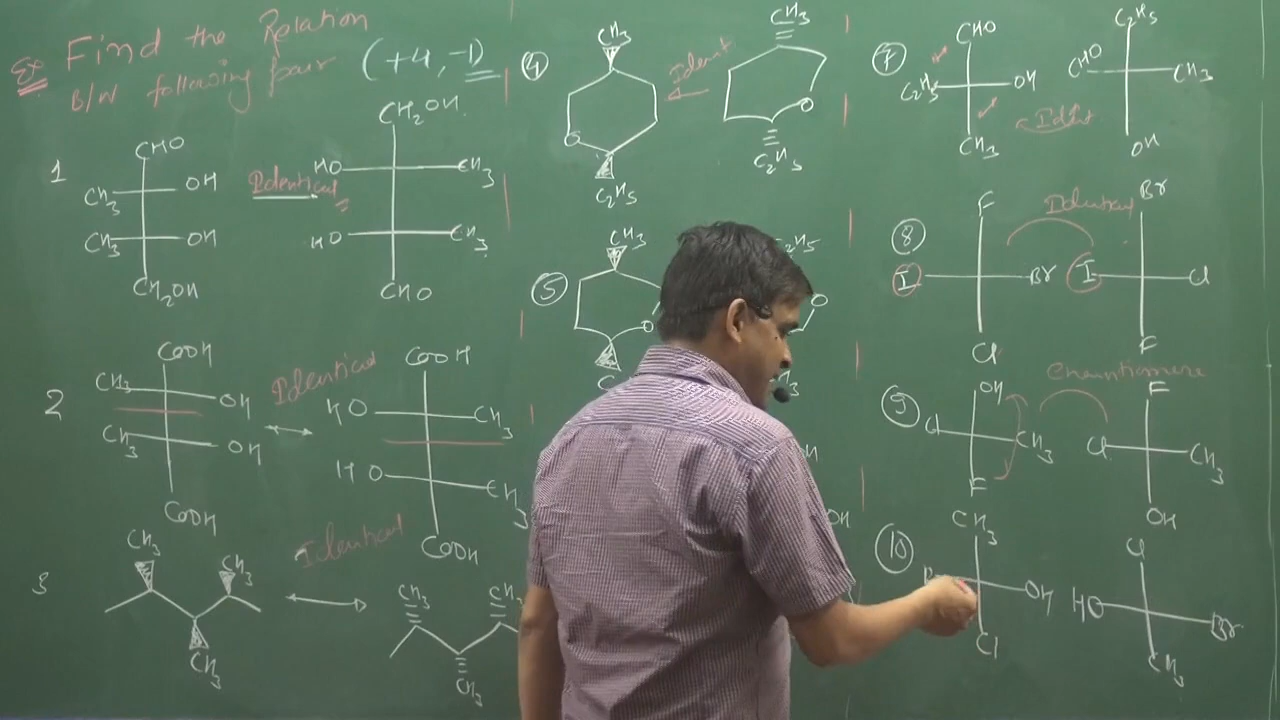 Ex Find the Relation
B/W following pair (+4, -1)
1
CHO
CH3 OH
CH3 OH
CH2OH
Identical
CH2OH
HO CH3
HO CH3
CHO
2
COOH
CH3 OH
CH3 OH
COOH
Identical
COOH
HO CH3
HO CH3
COOH
3
CH3 CH3
CH3
Identical
CH3 CH3
CH3
4
CH3
O
C2H5
Ident
CH3
O
C2H5
5
CH3
O
O
7
CHO
C2H5 OH
CH3
Idnt
C2H5
CHO CH3
OH
8
F
I Br
Cl
Identical
Br
I Cl
F
9
OH
Cl CH3
F
Enantiomers
F
Cl CH3
OH
10
CH3
OH
Cl
Cl
HO Br
CH3
OH